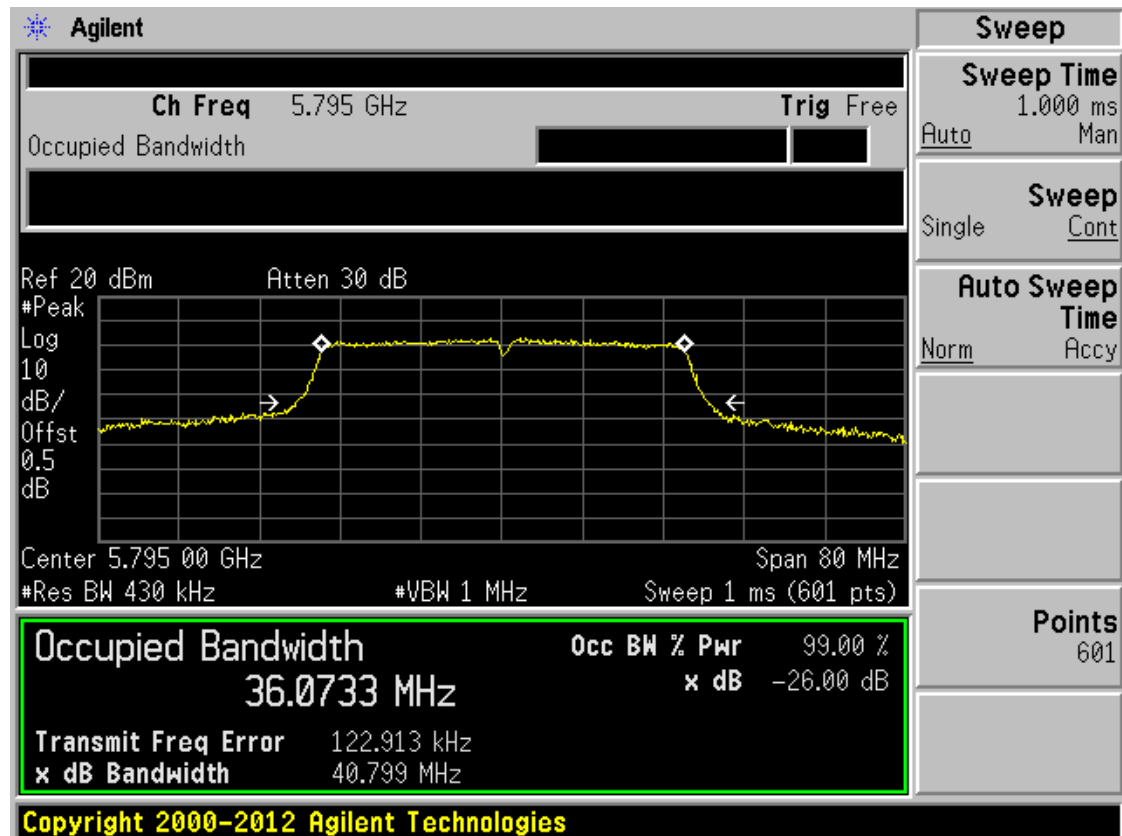 Agilent
Ch Freq 5.795 GHz Trig Free
Occupied Bandwidth
Ref 20 dBm Atten 30 dB
#Peak
Log
10
dB/
Offst
0.5
dB
Center 5.795 00 GHz Span 80 MHz
#Res BW 430 kHz #VBW 1 MHz Sweep 1 ms (601 pts)
Occupied Bandwidth
36.0733 MHz
Occ BW % Pwr 99.00 %
x dB -26.00 dB
Transmit Freq Error 122.913 kHz
x dB Bandwidth 40.799 MHz
Copyright 2000-2012 Agilent Technologies
Sweep
Sweep Time
1.000 ms
Auto Man
Sweep
Single Cont
Auto Sweep
Time
Norm Accy
Points
601